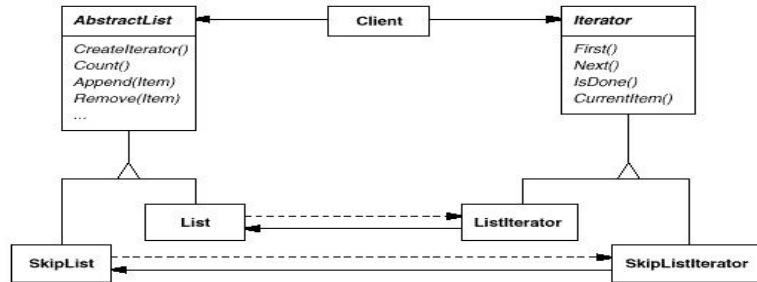 AbstractList
CreateIterator()
Count()
Append(Item)
Remove(Item)
...
Client
Iterator
First()
Next()
IsDone()
CurrentItem()
List
ListIterator
SkipList
SkipListIterator